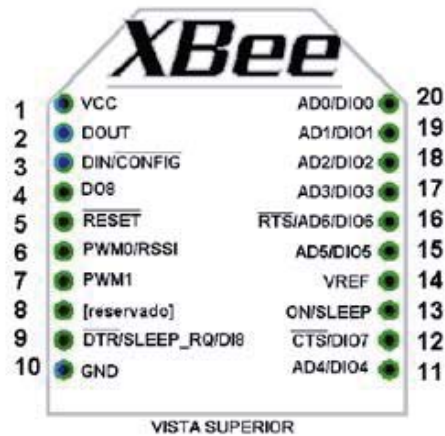 XBee
1 VCC AD0/DIO0 20
2 DOUT AD1/DIO1 19
3 DIN/CONFIG AD2/DIO2 18
4 DO8 AD3/DIO3 17
5 RESET RTS/AD6/DIO6 16
6 PWM0/RSSI AD5/DIO5 15
7 PWM1 VREF 14
8 [reservado] ON/SLEEP 13
9 DTR/SLEEP_RQ/DI8 CTS/DIO7 12
10 GND AD4/DIO4 11
VISTA SUPERIOR